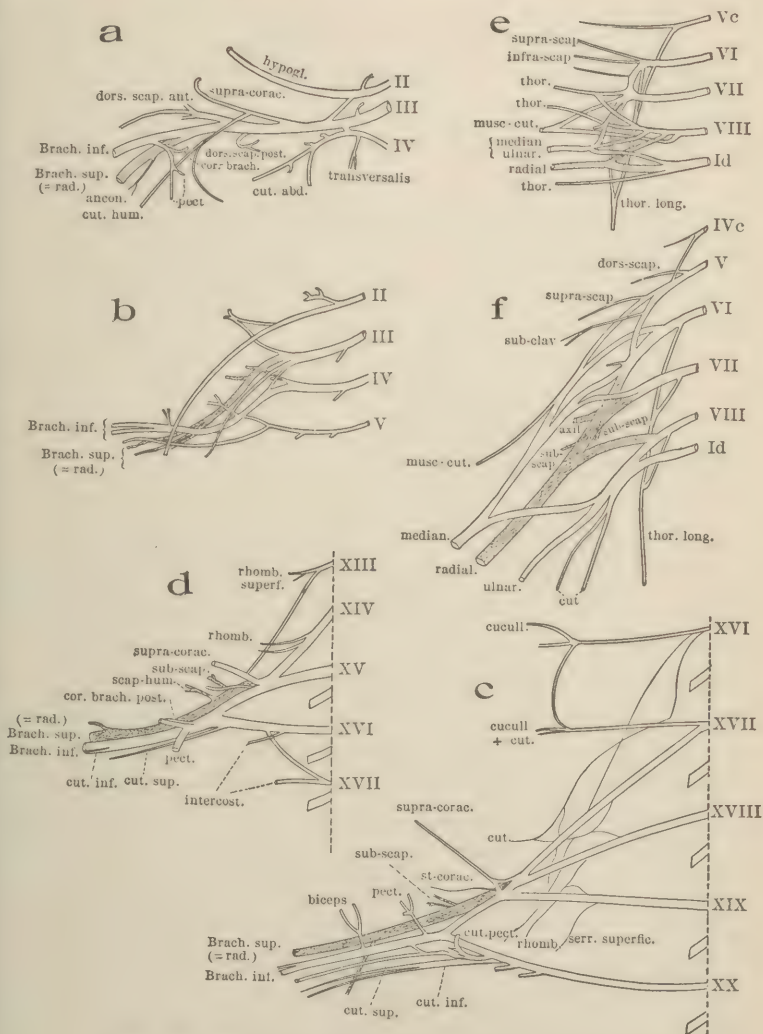 a
hypogl.
dors. scap. ant.
supra-corac.
II
III
IV
Brach. inf.
dors. scap. post.
cor. brach.
Brach. sup.
(= rad.)
ancon.
pect
cut. hum.
cut. abd.
transversalis
e
Vc
supra-scap
infra-scap
VI
thor.
VII
thor.
musc-cut.
VIII
median
ulnar.
radial
Id
thor.
thor. long.
b
II
III
IV
V
Brach. inf.
Brach. sup.
(= rad.)
f
IVc
dors-scap.
V
supra-scap
VI
sub-clav
VII
axil
sub-scap
VIII
sub-
scap
Id
musc-cut.
median.
radial.
ulnar.
cut
thor. long.
d
XIII
rhomb.
superf.
XIV
rhomb.
supra-corac.
sub-scap.
scap-hum.
XV
cor. brach. post.
(= rad.)
Brach. sup.
XVI
Brach. inf.
pect.
cut. inf.
cut. sup.
XVII
intercost.
c
cucull.
XVI
cucull
+ cut.
XVII
supra-corac.
XVIII
cut.
sub-scap.
st-corac.
biceps
pect.
XIX
Brach. sup.
(= rad.)
cut. pect.
rhomb.
serr. superfic.
Brach. inf.
XX
cut. inf.
cut. sup.